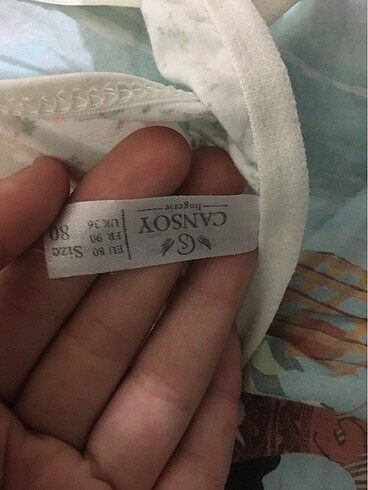 CANSOY
lingerie
Size
80
EU 80
FR 90
UK 36